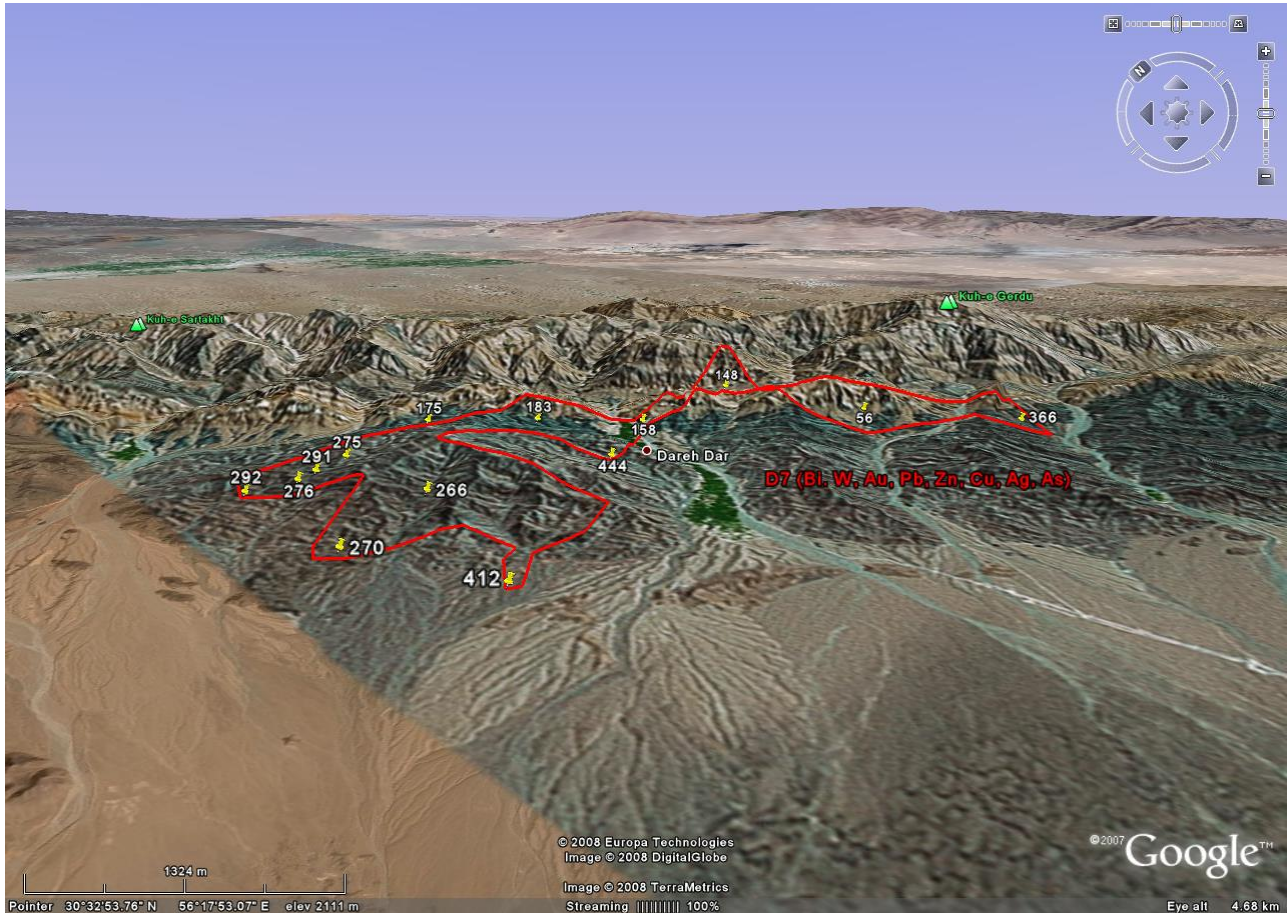 N
Kuh-e Gerdu
Kuh-e Sartakht
148
175
183
56
366
158
275
444
Dareh Dar
291
292
276
266
D7 (Bi, W, Au, Pb, Zn, Cu, Ag, As)
270
412
© 2008 Europa Technologies
Image © 2008 DigitalGlobe
Image © 2008 TerraMetrics
©2007 Google™
1324 m
Pointer 30°32'53.76" N 56°17'53.07" E elev 2111 m
Streaming |||||||||| 100%
Eye alt 4.68 km